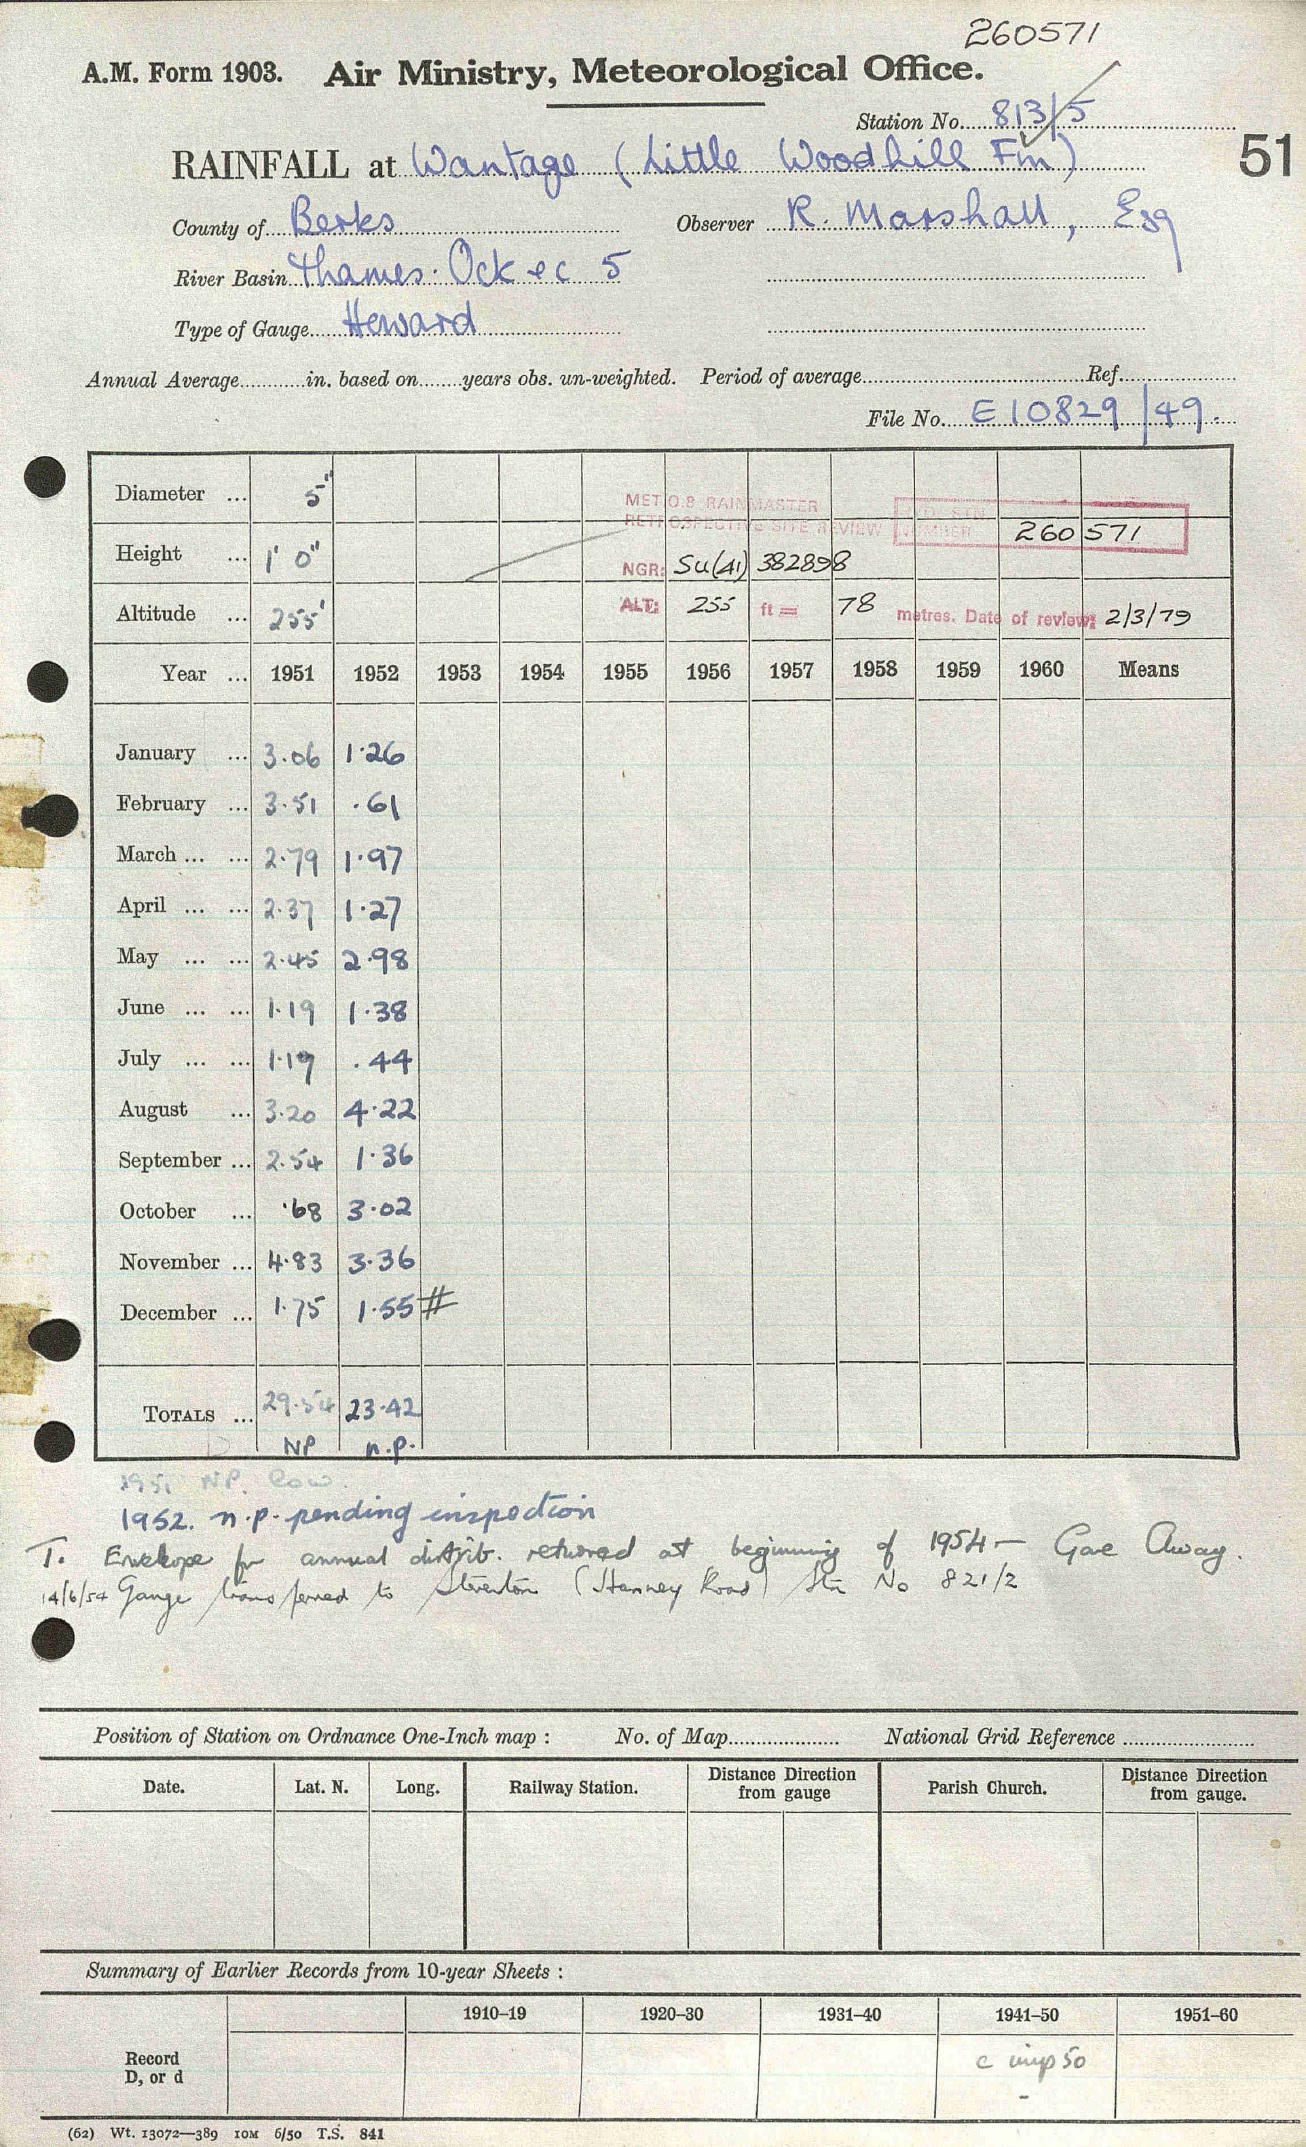 260571
A.M. Form 1903. Air Ministry, Meteorological Office.
Station No. 813/5
51
RAINFALL at Wantage (Little Woodhill Fm)
County of Berks Observer R. Marshall, Esq
River Basin Thames: Ock &c 5
Type of Gauge Howard
Annual Average in. based on years obs. un-weighted. Period of average Ref.
File No. E10829/49.
Diameter ... 5"
MET O.8 RAINMASTER
RETROSPECTIVE SITE REVIEW
NUMBER
260 571
Height ... 1' 0"
NGR: SU(41) 382898
Altitude ... 255'
ALT: 255 ft = 78 metres. Date of review: 2/3/79
Year ... 1951 1952 1953 1954 1955 1956 1957 1958 1959 1960 Means
January ... 3.06 1.26
February ... 3.51 .61
March ... ... 2.79 1.97
April ... ... 2.37 1.27
May ... ... 2.45 2.98
June ... ... 1.19 1.38
July ... ... 1.17 .44
August ... 3.20 4.22
September ... 2.54 1.36
October ... .68 3.02
November ... 4.83 3.36
December ... 1.75 1.55 #
TOTALS ... 29.54 23.42
NP n.p.
1951 NP. Low.
1952. n.p. pending inspection
T. Envelope for annual distrib. returned at beginning of 1954 — Gone Away.
14/6/54 Gauge transferred to Steventon (Hanney Road) Stn No 821/2
Position of Station on Ordnance One-Inch map : No. of Map National Grid Reference
Date. Lat. N. Long. Railway Station. Distance Direction from gauge Parish Church. Distance Direction from gauge.
Summary of Earlier Records from 10-year Sheets :
1910–19 1920–30 1931–40 1941–50 1951–60
Record
D, or d
c imp 50
-
(62) Wt. 13072—389 10M 6/50 T.S. 841